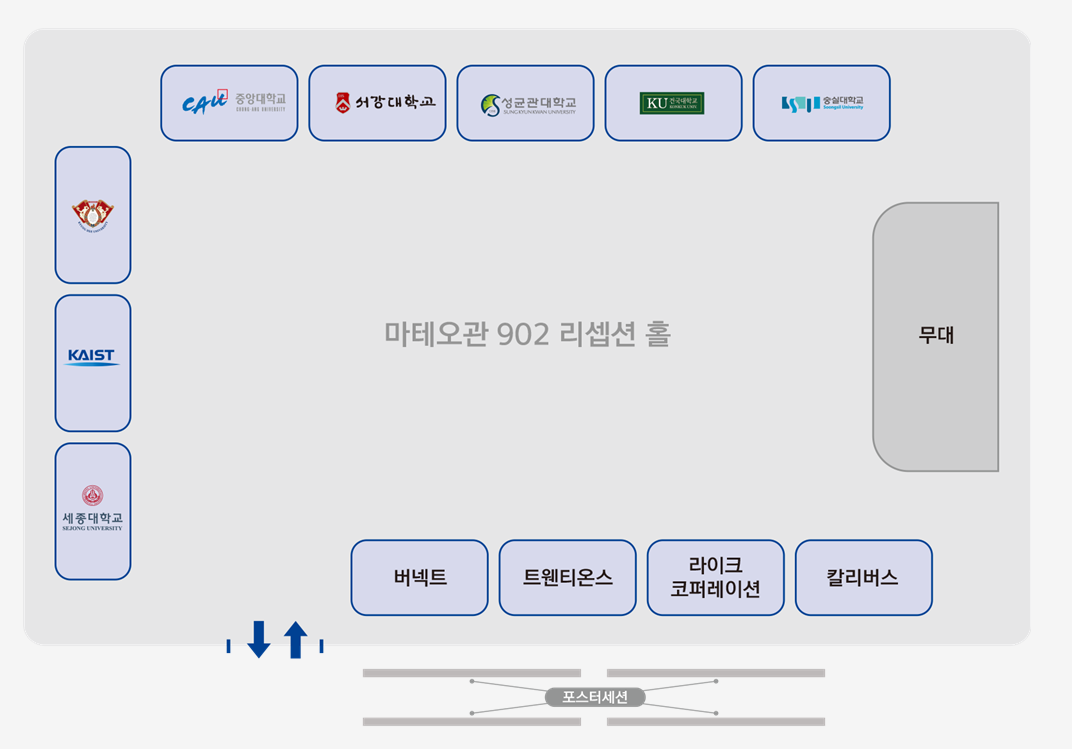 CAU 중앙대학교
CHUNG ANG UNIVERSITY
서강대학교
성균관대학교
SUNGKYUNKWAN UNIVERSITY
KU 건국대학교
KONKUK UNIV.
숭실대학교
Soongsil University
KAIST
마테오관 902 리셉션 홀
무대
세종대학교
SEJONG UNIVERSITY
버넥트
트웬티온스
라이크
코퍼레이션
칼리버스
포스터세션